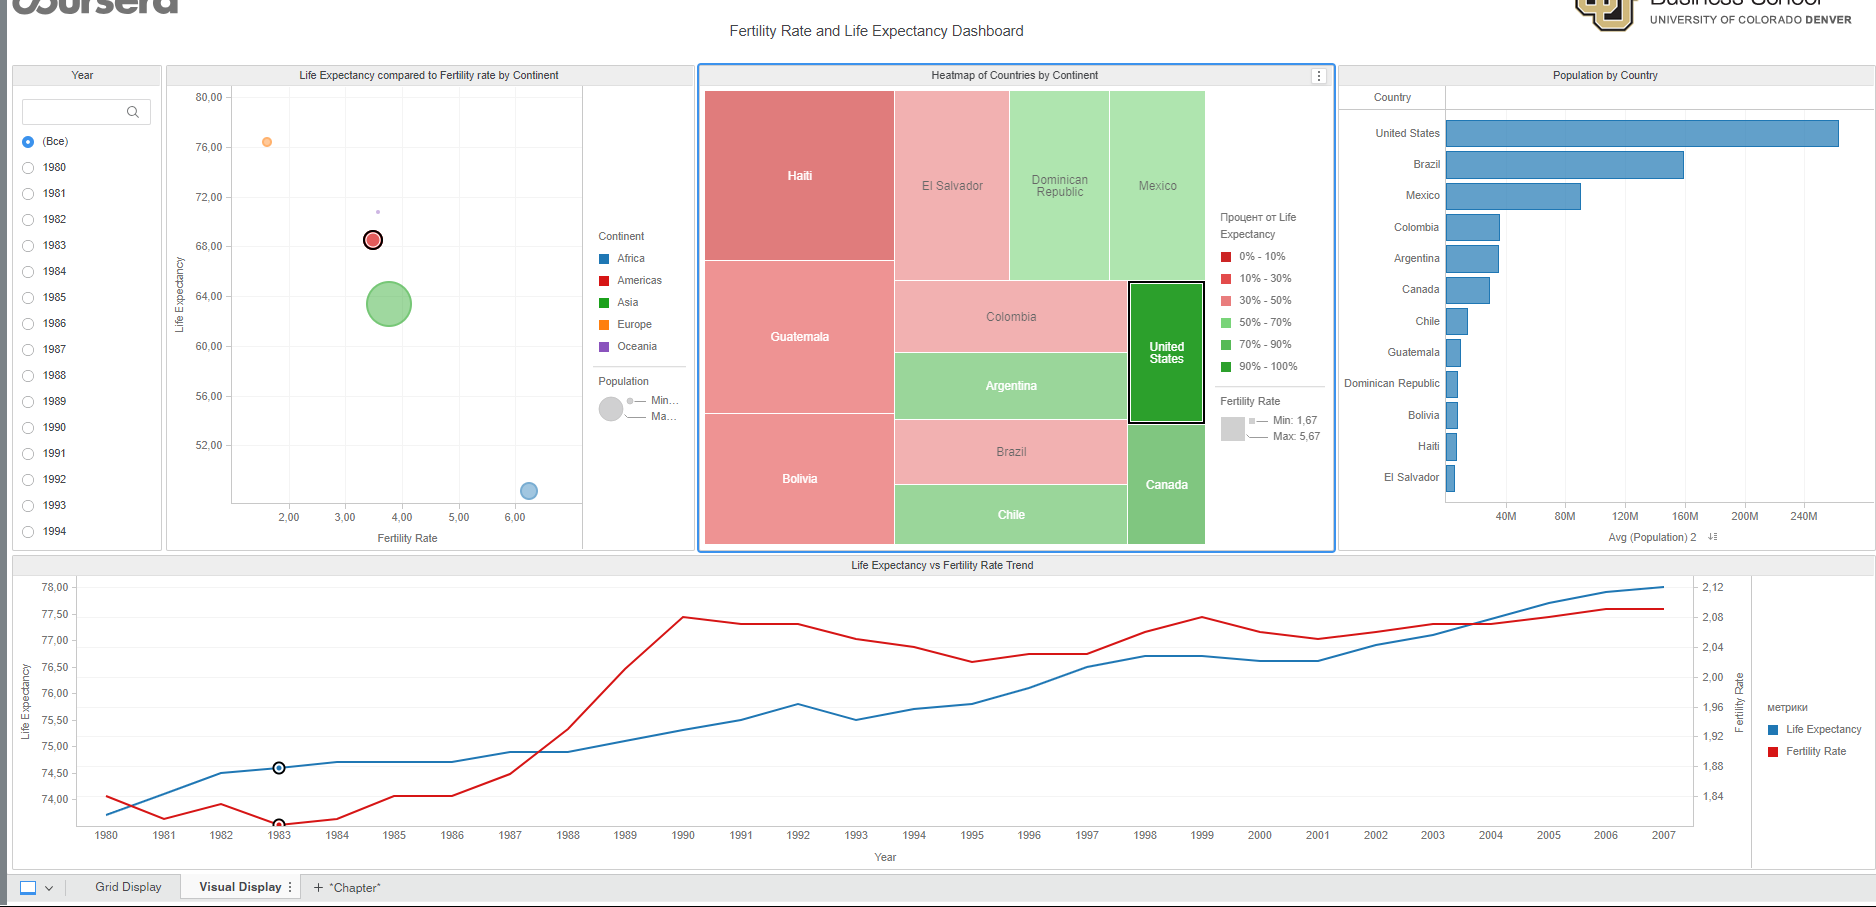 coursera
Business School
UNIVERSITY OF COLORADO DENVER
Fertility Rate and Life Expectancy Dashboard
Year
(Все)
1980
1981
1982
1983
1984
1985
1986
1987
1988
1989
1990
1991
1992
1993
1994
Life Expectancy compared to Fertility rate by Continent
Life Expectancy
80,00
76,00
72,00
68,00
64,00
60,00
56,00
52,00
2,00 3,00 4,00 5,00 6,00
Fertility Rate
Continent
Africa
Americas
Asia
Europe
Oceania
Population
Min...
Ma...
Heatmap of Countries by Continent
Haiti
Guatemala
Bolivia
El Salvador
Dominican
Republic
Mexico
Colombia
Argentina
Brazil
Chile
United
States
Canada
Процент от Life
Expectancy
0% - 10%
10% - 30%
30% - 50%
50% - 70%
70% - 90%
90% - 100%
Fertility Rate
Min: 1,67
Max: 5,67
Population by Country
Country
United States
Brazil
Mexico
Colombia
Argentina
Canada
Chile
Guatemala
Dominican Republic
Bolivia
Haiti
El Salvador
40M 80M 120M 160M 200M 240M
Avg (Population) 2
Life Expectancy vs Fertility Rate Trend
Life Expectancy
78,00
77,50
77,00
76,50
76,00
75,50
75,00
74,50
74,00
2,12
2,08
2,04
2,00
1,96
1,92
1,88
1,84
Fertility Rate
1980 1981 1982 1983 1984 1985 1986 1987 1988 1989 1990 1991 1992 1993 1994 1995 1996 1997 1998 1999 2000 2001 2002 2003 2004 2005 2006 2007
Year
метрики
Life Expectancy
Fertility Rate
Grid Display
Visual Display
+ *Chapter*